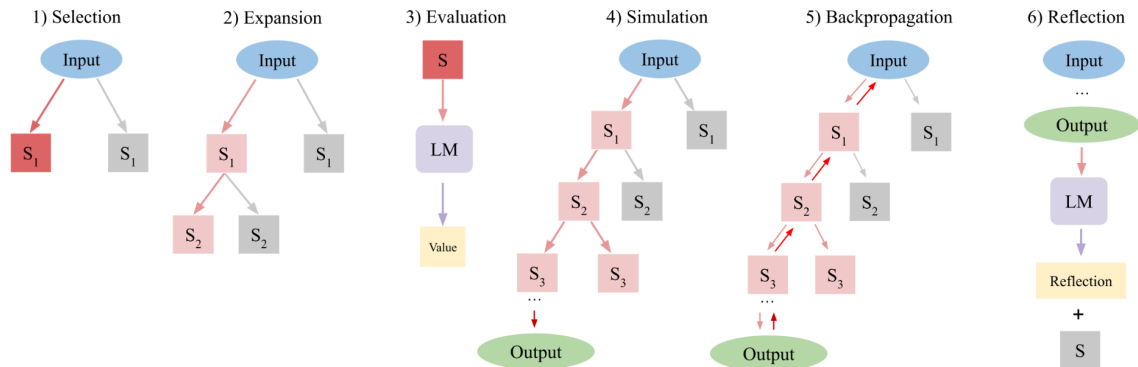 1) Selection
Input
S1
S1
2) Expansion
Input
S1
S1
S2
S2
3) Evaluation
S
LM
Value
4) Simulation
Input
S1
S1
S2
S2
S3
S3
...
Output
5) Backpropagation
Input
S1
S1
S2
S2
S3
S3
...
Output
6) Reflection
Input
...
Output
LM
Reflection
+
S